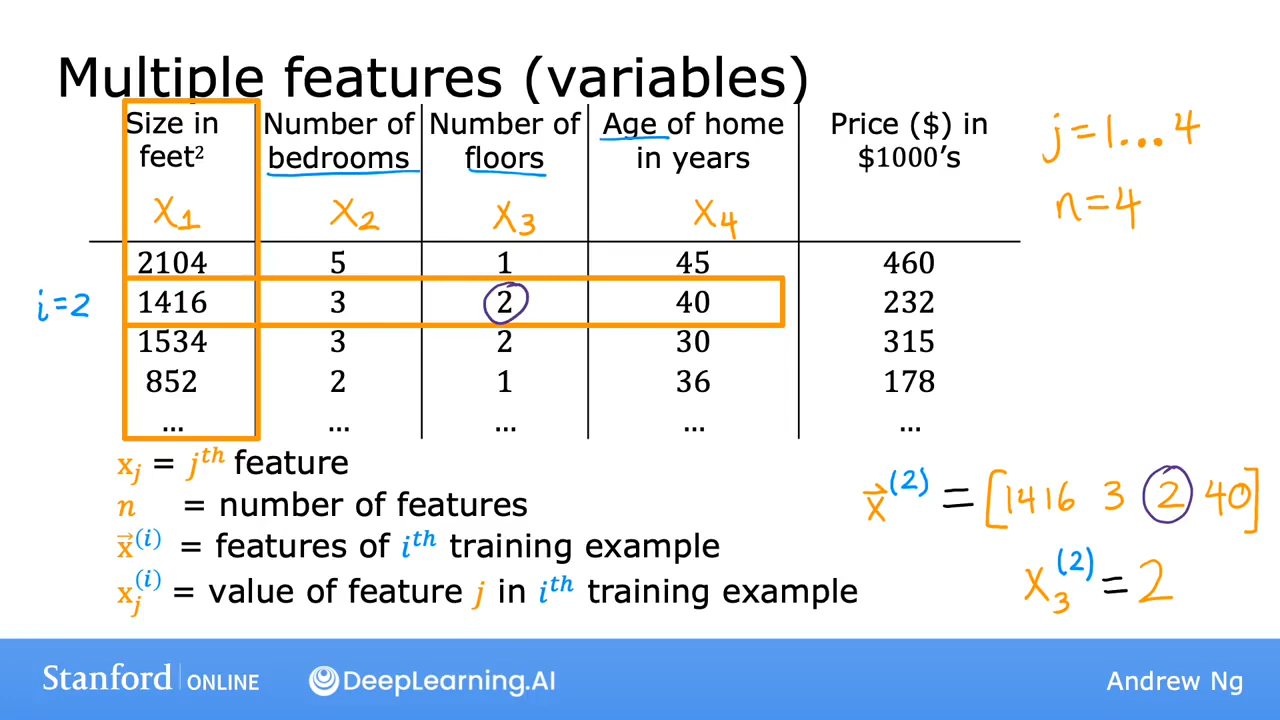 Multiple features (variables)
Size in feet² Number of bedrooms Number of floors Age of home in years Price ($) in $1000's
j=1...4
X₁ X₂ X₃ X₄
n=4
2104 5 1 45 460
i=2 1416 3 2 40 232
1534 3 2 30 315
852 2 1 36 178
... ... ... ... ...
xⱼ = jᵗʰ feature
n = number of features
x⃗⁽ⁱ⁾ = features of iᵗʰ training example
xⱼ⁽ⁱ⁾ = value of feature j in iᵗʰ training example
x⃗⁽²⁾ = [1416 3 2 40]
X₃⁽²⁾ = 2
Stanford ONLINE DeepLearning.AI Andrew Ng